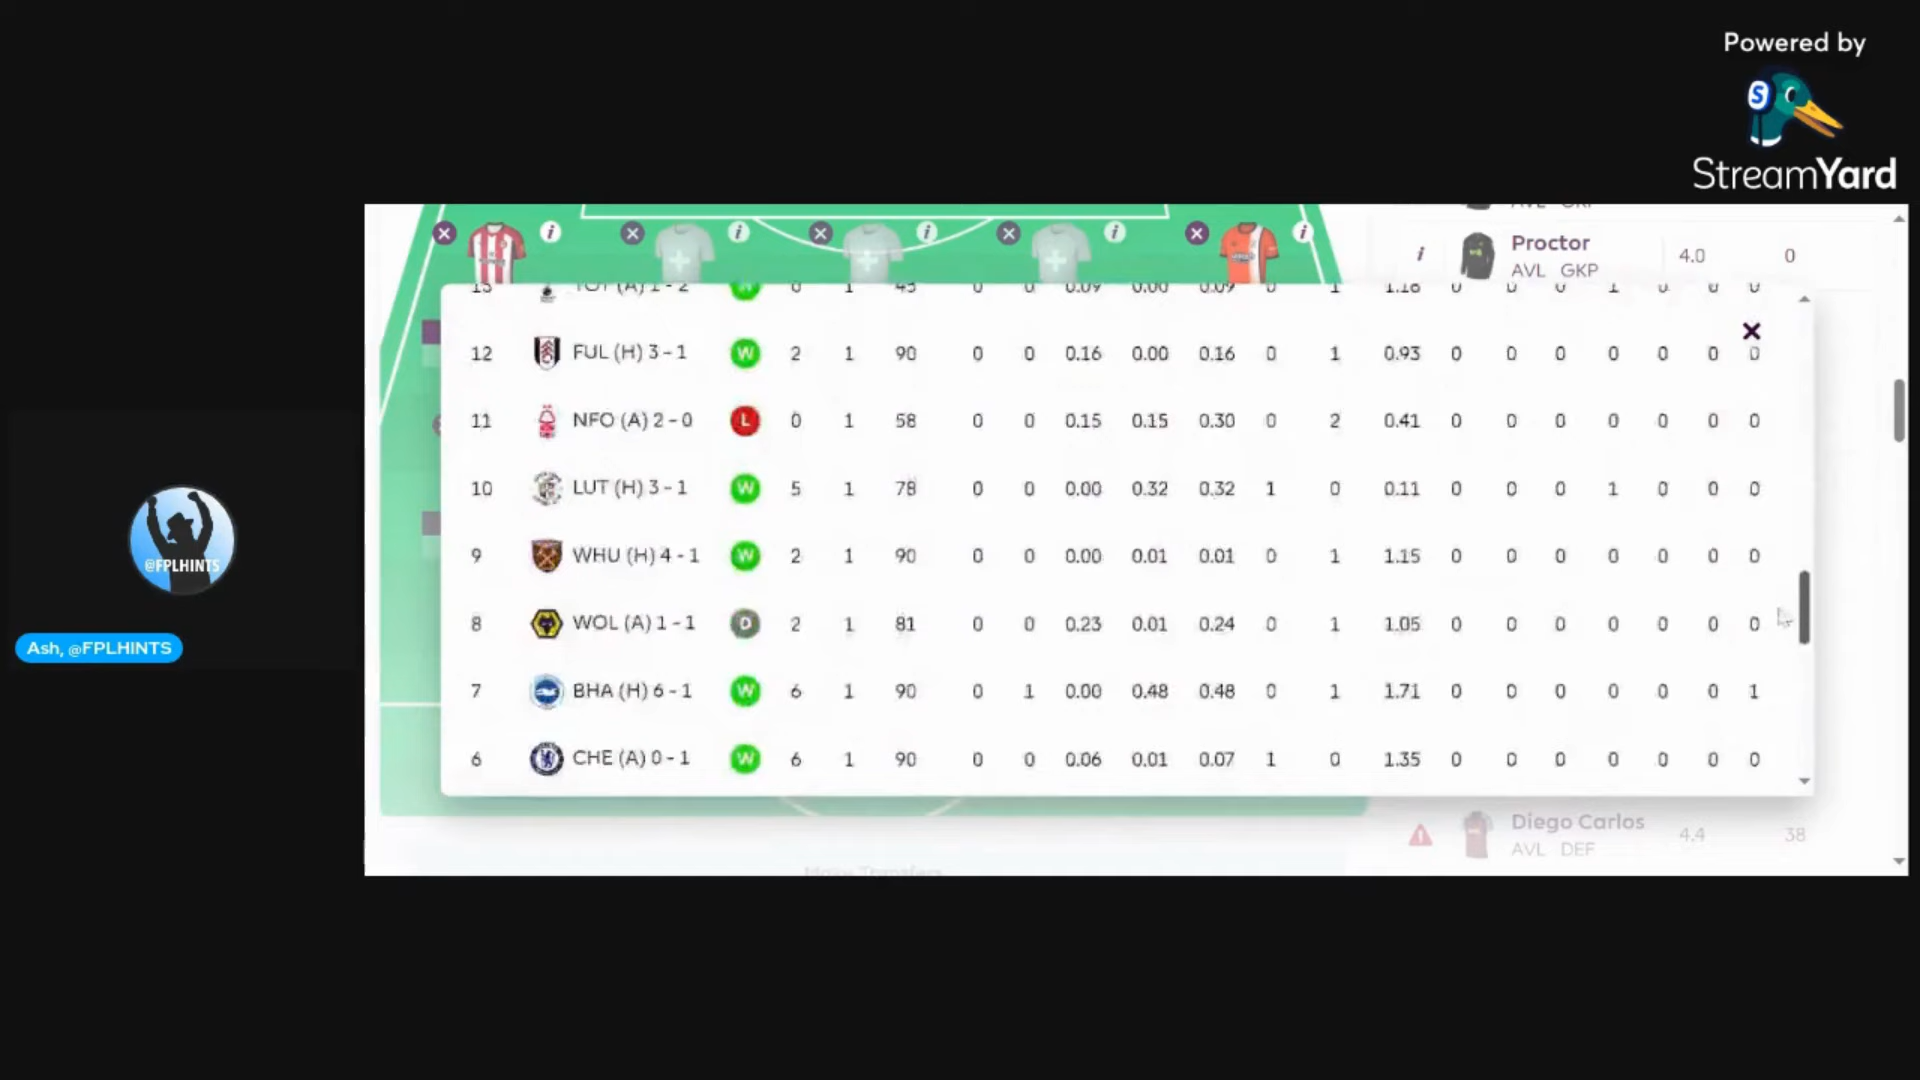 Powered by
StreamYard
Proctor 4.0 0
AVL GKP
12 FUL (H) 3 - 1 W 2 1 90 0 0 0.16 0.00 0.16 0 1 0.93 0 0 0 0 0 0 0
11 NFO (A) 2 - 0 L 0 1 58 0 0 0.15 0.15 0.30 0 2 0.41 0 0 0 0 0 0 0
10 LUT (H) 3 - 1 W 5 1 78 0 0 0.00 0.32 0.32 1 0 0.11 0 0 0 1 0 0 0
9 WHU (H) 4 - 1 W 2 1 90 0 0 0.00 0.01 0.01 0 1 1.15 0 0 0 0 0 0 0
8 WOL (A) 1 - 1 D 2 1 81 0 0 0.23 0.01 0.24 0 1 1.05 0 0 0 0 0 0 0
7 BHA (H) 6 - 1 W 6 1 90 0 1 0.00 0.48 0.48 0 1 1.71 0 0 0 0 0 0 1
6 CHE (A) 0 - 1 W 6 1 90 0 0 0.06 0.01 0.07 1 0 1.35 0 0 0 0 0 0 0
Diego Carlos 4.4 38
AVL DEF
@FPLHINTS
Ash, @FPLHINTS